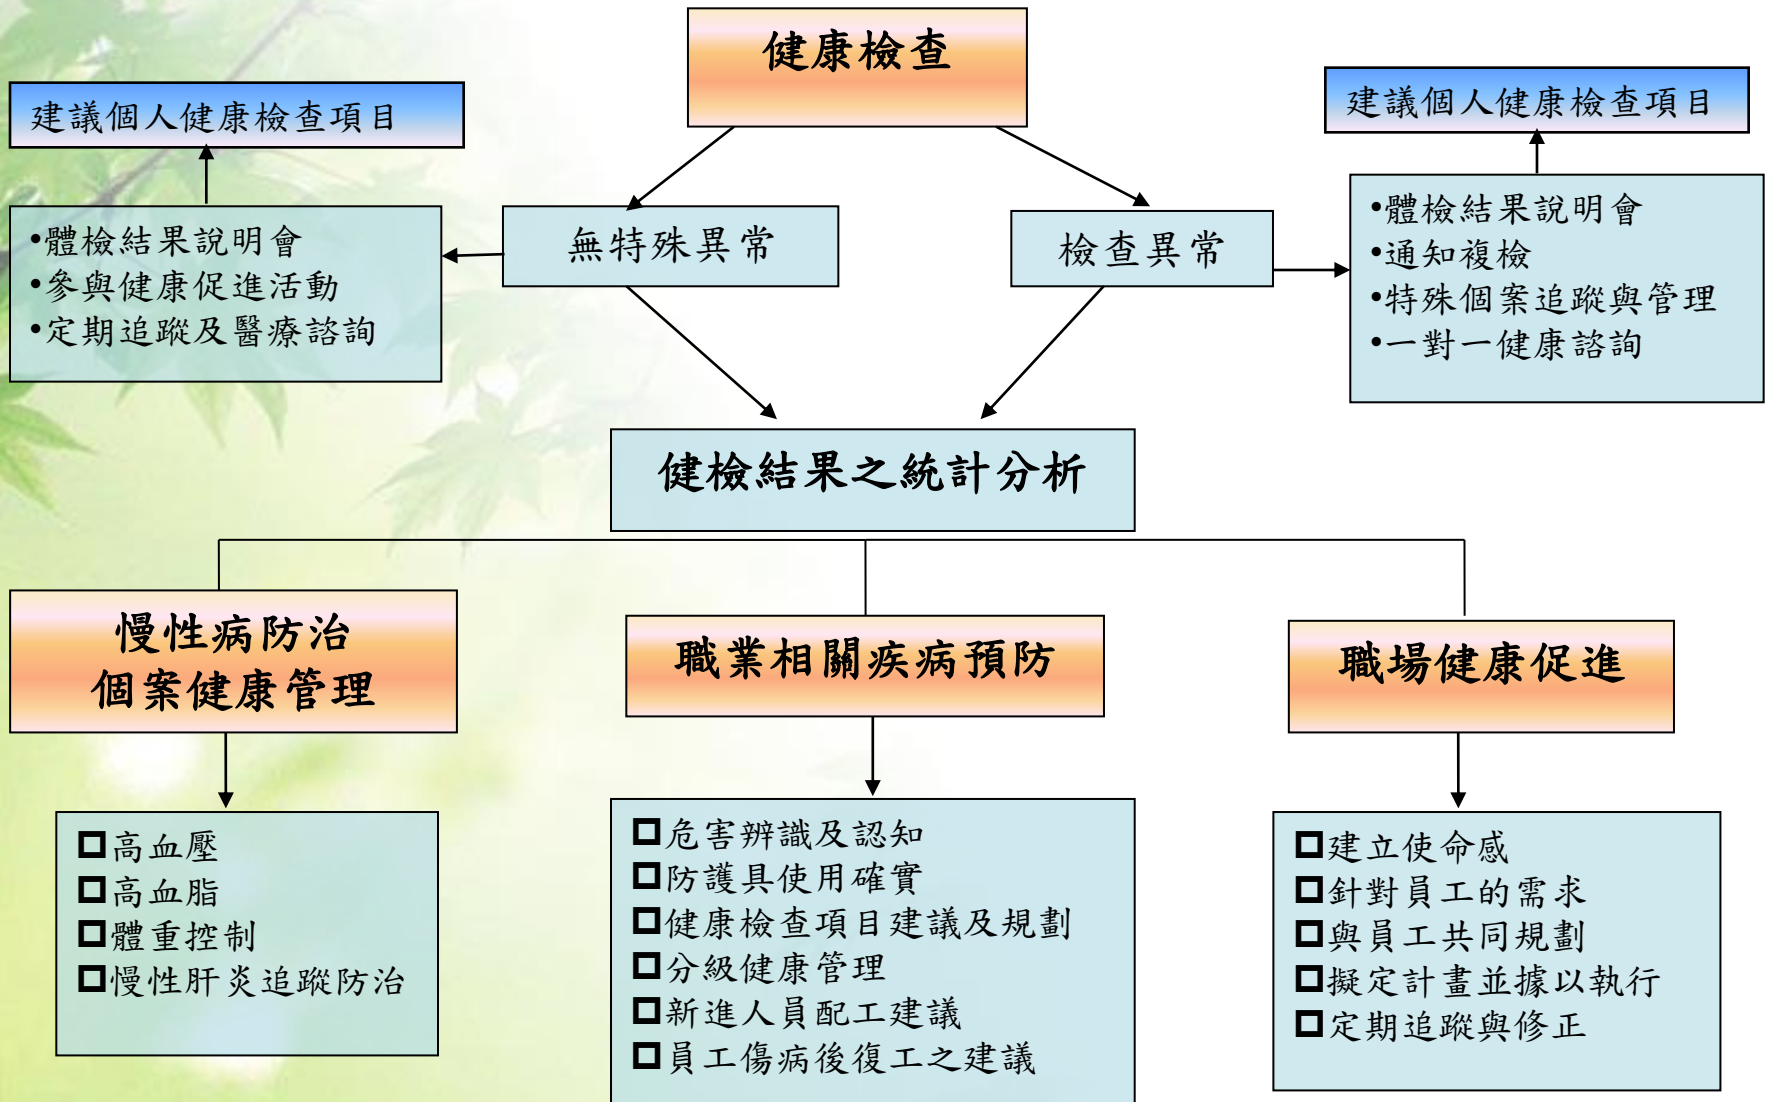 健康檢查
建議個人健康檢查項目
建議個人健康檢查項目
•體檢結果說明會
•參與健康促進活動
•定期追蹤及醫療諮詢
無特殊異常
檢查異常
•體檢結果說明會
•通知複檢
•特殊個案追蹤與管理
•一對一健康諮詢
健檢結果之統計分析
慢性病防治
個案健康管理
職業相關疾病預防
職場健康促進
高血壓
高血脂
體重控制
慢性肝炎追蹤防治
危害辨識及認知
防護具使用確實
健康檢查項目建議及規劃
分級健康管理
新進人員配工建議
員工傷病後復工之建議
建立使命感
針對員工的需求
與員工共同規劃
擬定計畫並據以執行
定期追蹤與修正